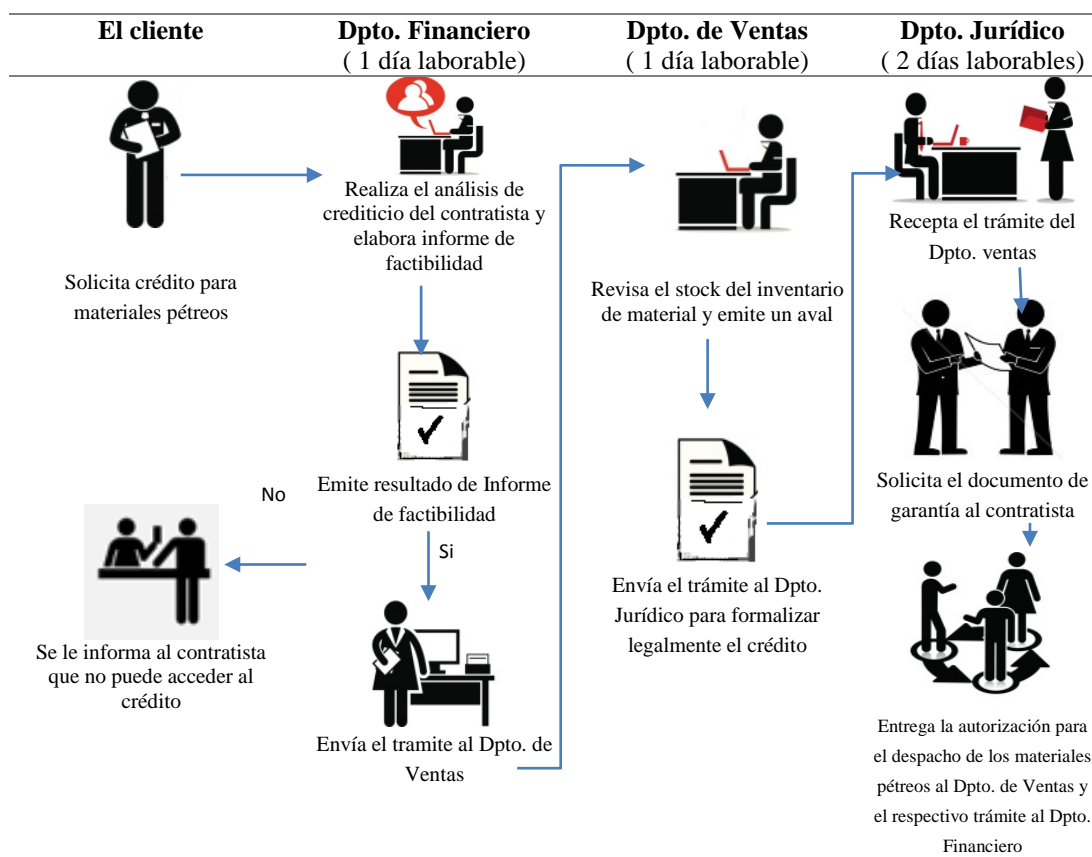 El cliente
Dpto. Financiero
( 1 día laborable)
Dpto. de Ventas
( 1 día laborable)
Dpto. Jurídico
( 2 días laborables)
Solicita crédito para
materiales pétreos
Realiza el análisis de
crediticio del contratista y
elabora informe de
factibilidad
Emite resultado de Informe
de factibilidad
No
Si
Se le informa al contratista
que no puede acceder al
crédito
Envía el tramite al Dpto. de
Ventas
Revisa el stock del inventario
de material y emite un aval
Envía el trámite al Dpto.
Jurídico para formalizar
legalmente el crédito
Recepta el trámite del
Dpto. ventas
Solicita el documento de
garantía al contratista
Entrega la autorización para
el despacho de los materiales
pétreos al Dpto. de Ventas y
el respectivo trámite al Dpto.
Financiero